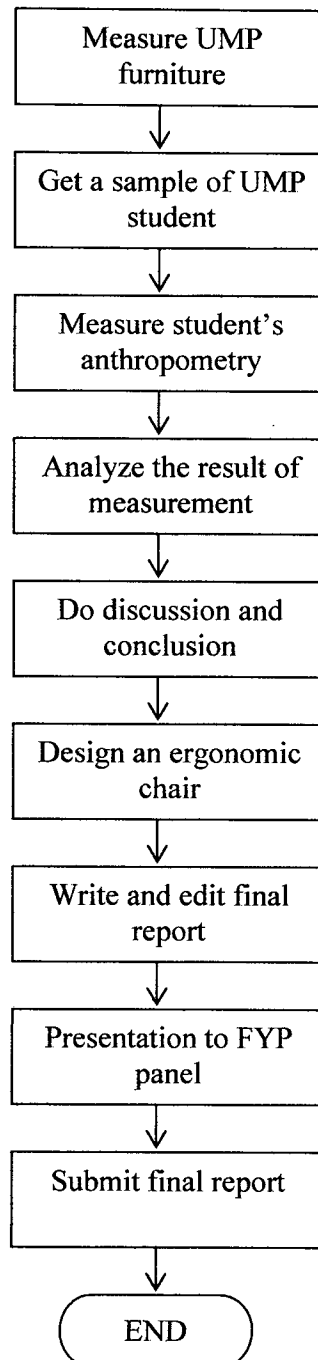 Measure UMP
furniture
Get a sample of UMP
student
Measure student's
anthropometry
Analyze the result of
measurement
Do discussion and
conclusion
Design an ergonomic
chair
Write and edit final
report
Presentation to FYP
panel
Submit final report
END